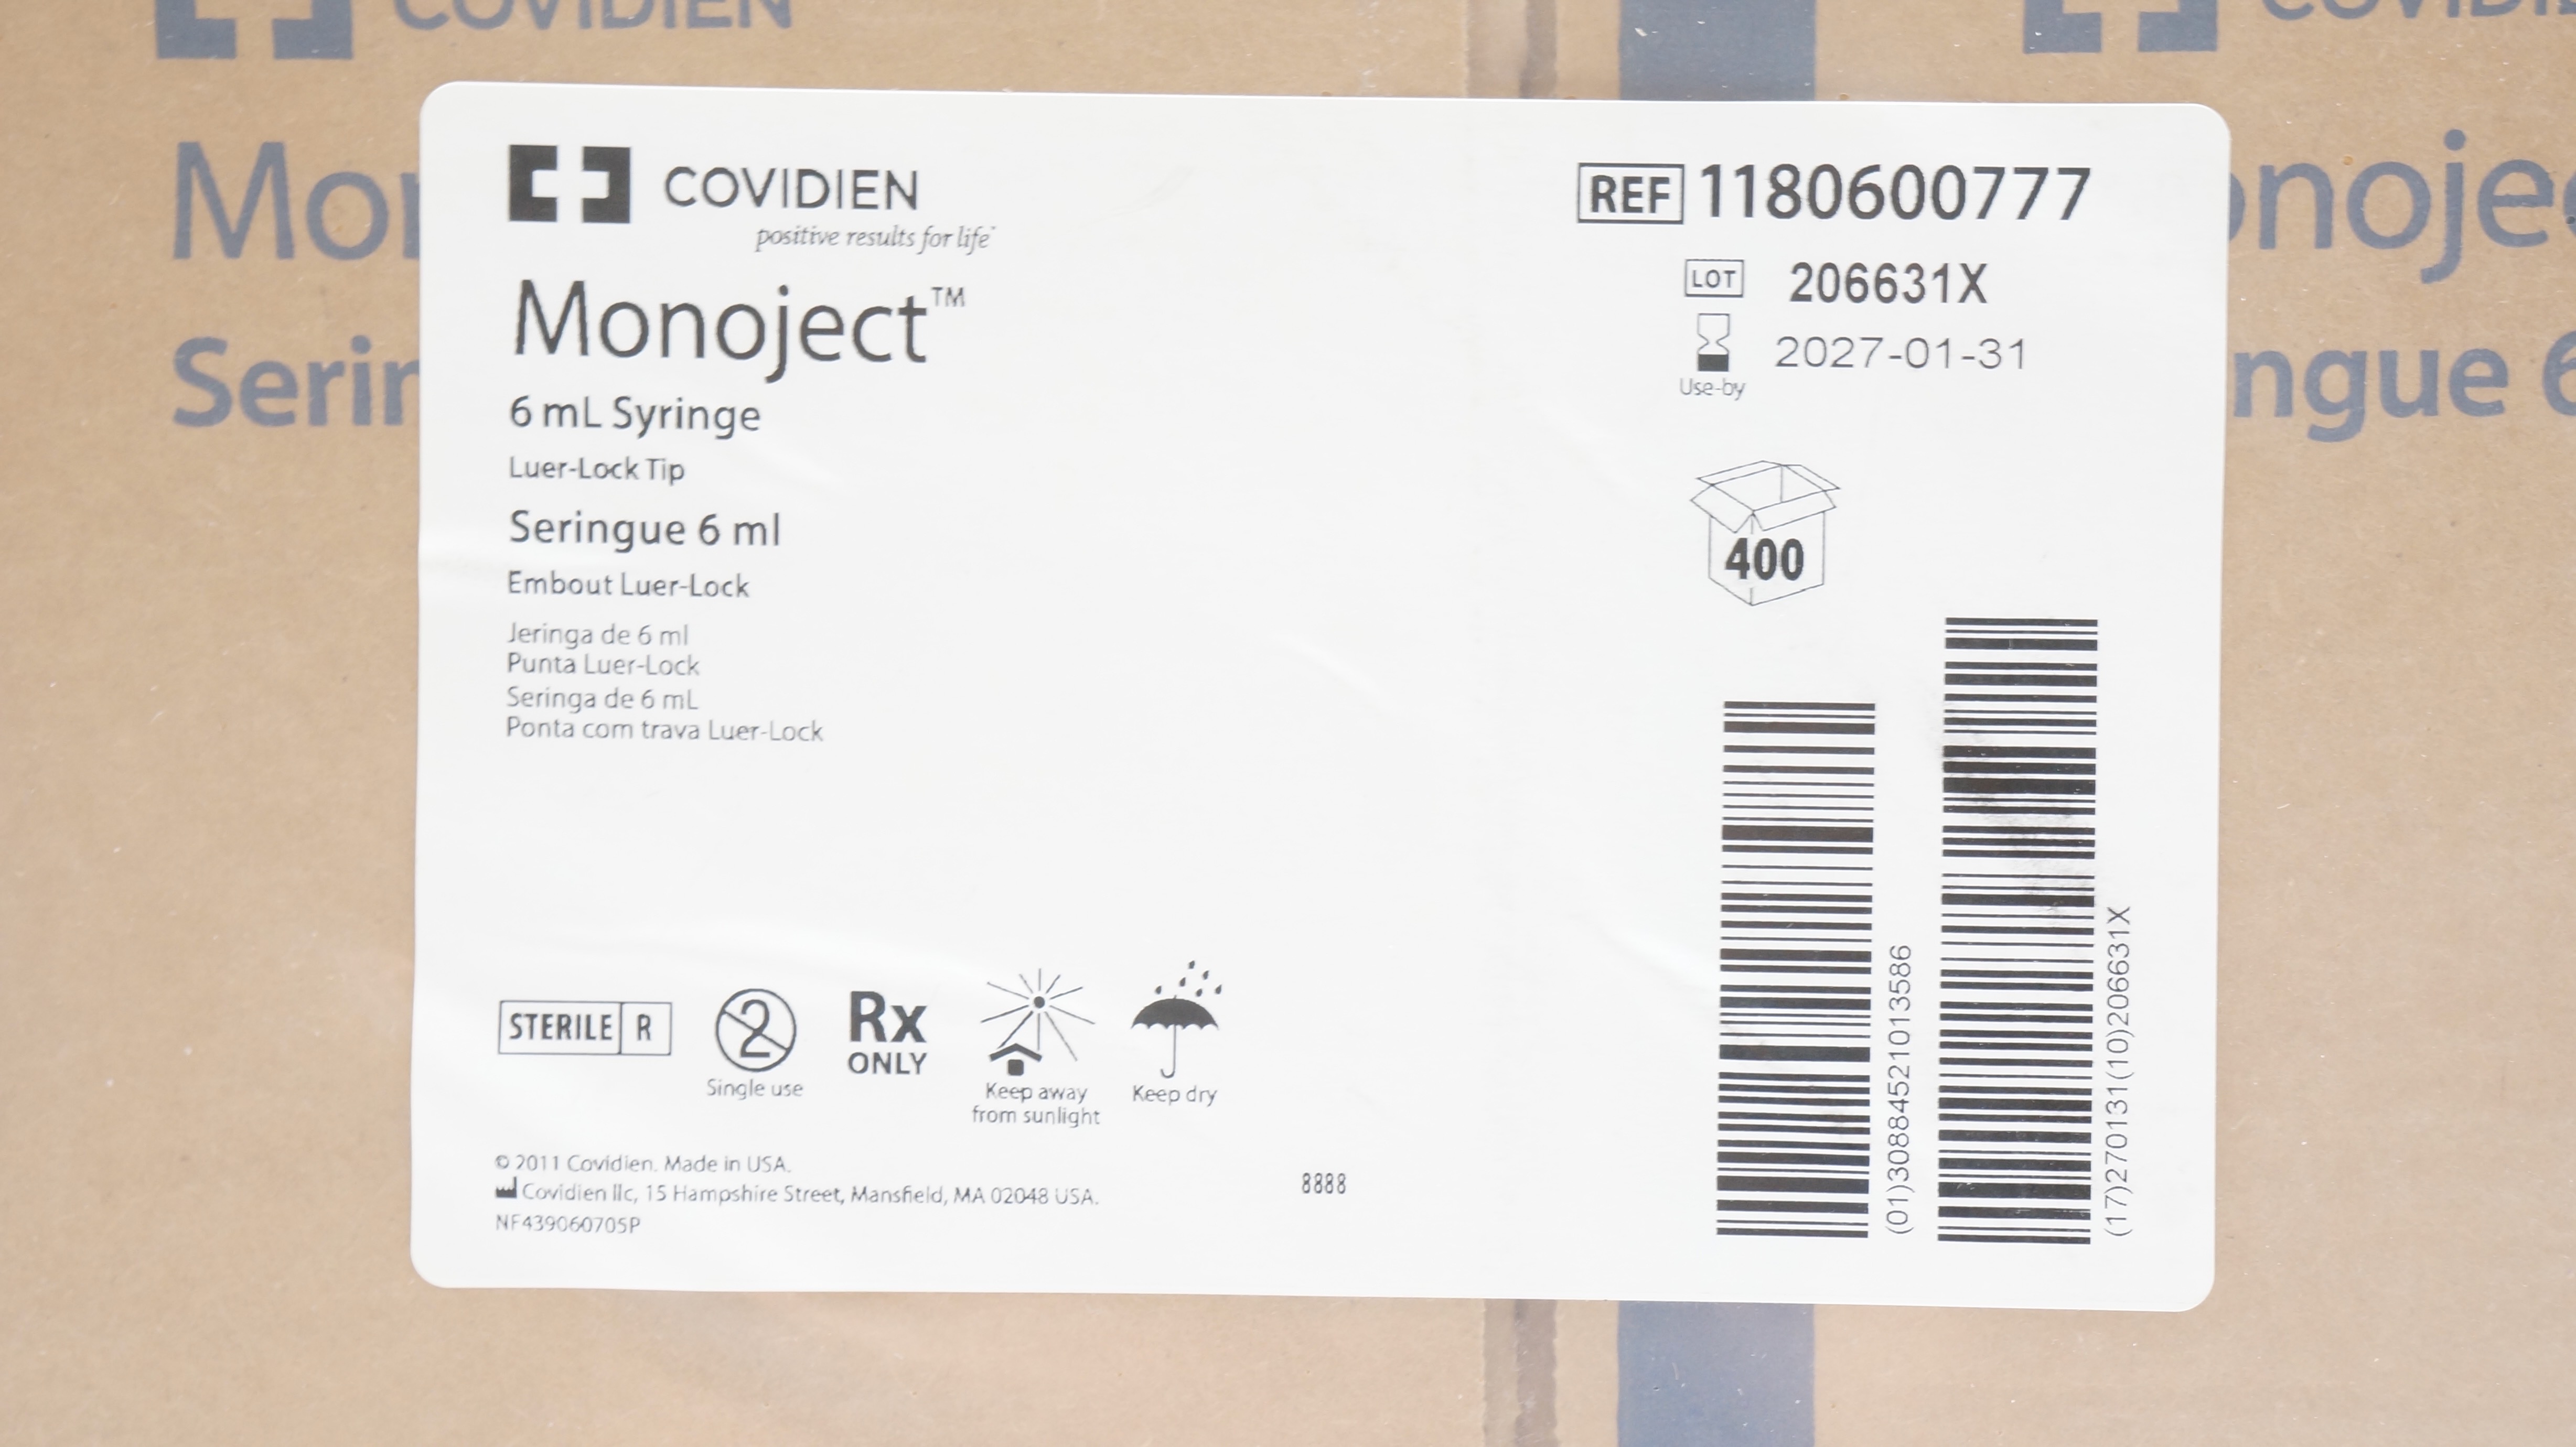 COVIDIEN
COVIDIEN
positive results for life
Monoject™
6 mL Syringe
Luer-Lock Tip
Seringue 6 ml
Embout Luer-Lock
Jeringa de 6 ml
Punta Luer-Lock
Seringa de 6 mL
Ponta com trava Luer-Lock
STERILE R
2
Single use
Rx
ONLY
Keep away
from sunlight
Keep dry
© 2011 Covidien. Made in USA.
Covidien llc, 15 Hampshire Street, Mansfield, MA 02048 USA.
NF439060705P
8888
REF 1180600777
LOT 206631X
Use-by 2027-01-31
400
(01)30884521013586
(17)270131(10)206631X